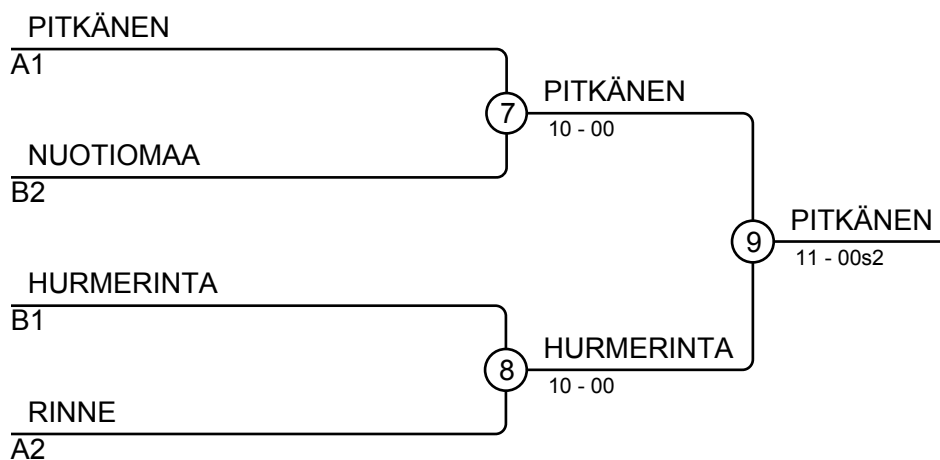 PITKÄNEN
A1
7
PITKÄNEN
10 - 00
NUOTIOMAA
B2
9
PITKÄNEN
11 - 00s2
HURMERINTA
B1
8
HURMERINTA
10 - 00
RINNE
A2